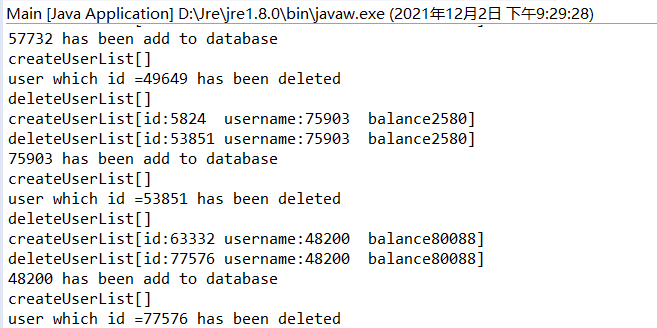 Main [Java Application] D:\Jre\jre1.8.0\bin\javaw.exe (2021年12月2日 下午9:29:28)
57732 has been add to database
createUserList[]
user which id =49649 has been deleted
deleteUserList[]
createUserList[id:5824  username:75903  balance2580]
deleteUserList[id:53851 username:75903  balance2580]
75903 has been add to database
createUserList[]
user which id =53851 has been deleted
deleteUserList[]
createUserList[id:63332 username:48200  balance80088]
deleteUserList[id:77576 username:48200  balance80088]
48200 has been add to database
createUserList[]
user which id =77576 has been deleted